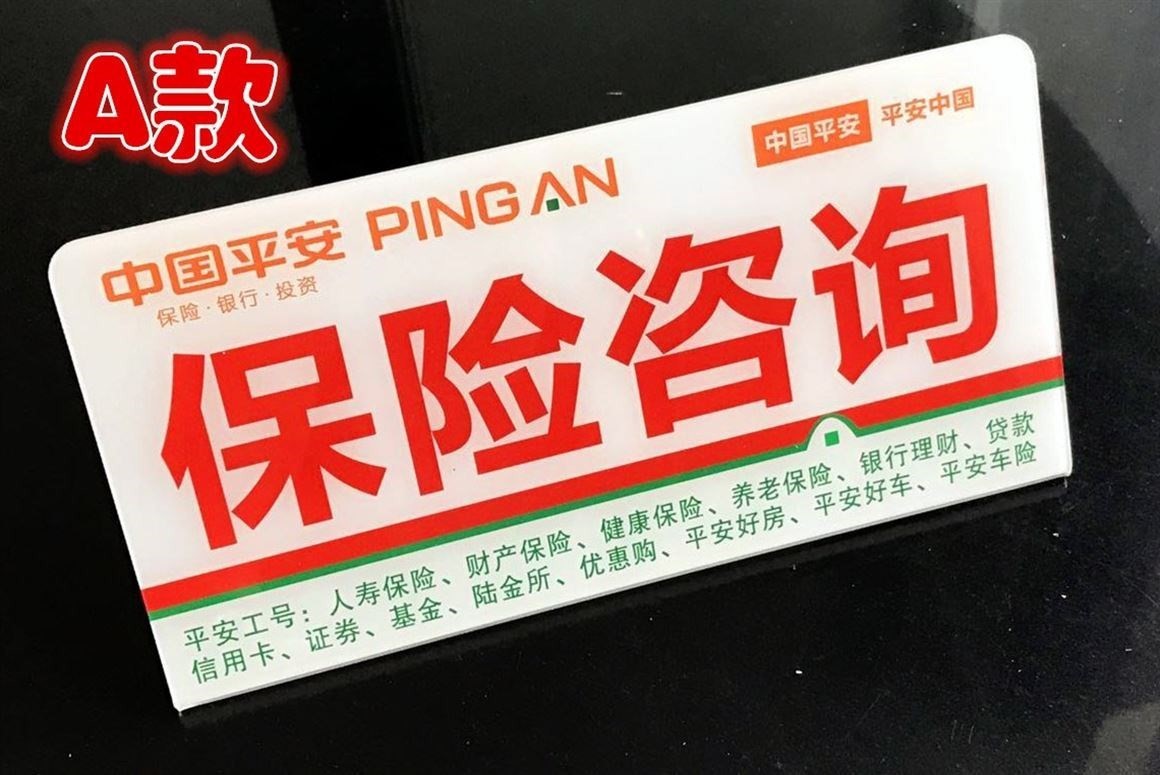 A款
中国平安 PING AN
保险·银行·投资
中国平安 平安中国
保险咨询
平安工号：人寿保险、财产保险、健康保险、养老保险、银行理财、贷款
信用卡、证券、基金、陆金所、优惠购、平安好房、平安好车、平安车险